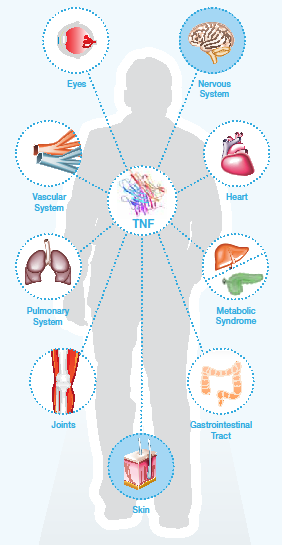 Eyes
Nervous
System
Vascular
System
Heart
TNF
Pulmonary
System
Metabolic
Syndrome
Joints
Gastrointestinal
Tract
Skin